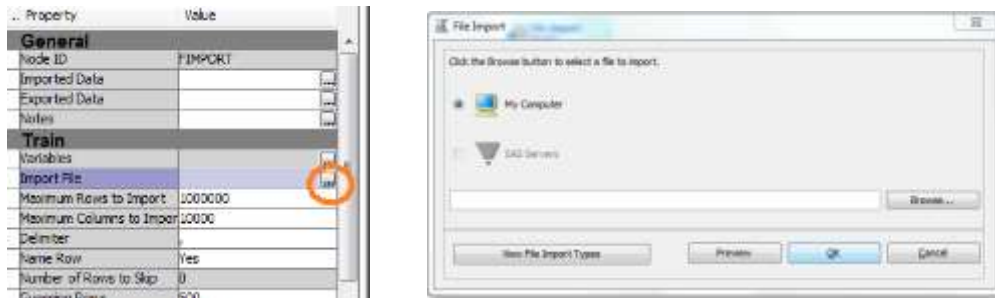 .. Property Value
General
Node ID FIMPORT
Imported Data
Exported Data
Notes
Train
Variables
Import File
Maximum Rows to Import 1000000
Maximum Columns to Impor 10000
Delimiter ,
Name Row Yes
Number of Rows to Skip 0
File Import
Click the Browse button to select a file to import.
My Computer
SAS Servers
Browse...
View File Import Types Preview OK Cancel